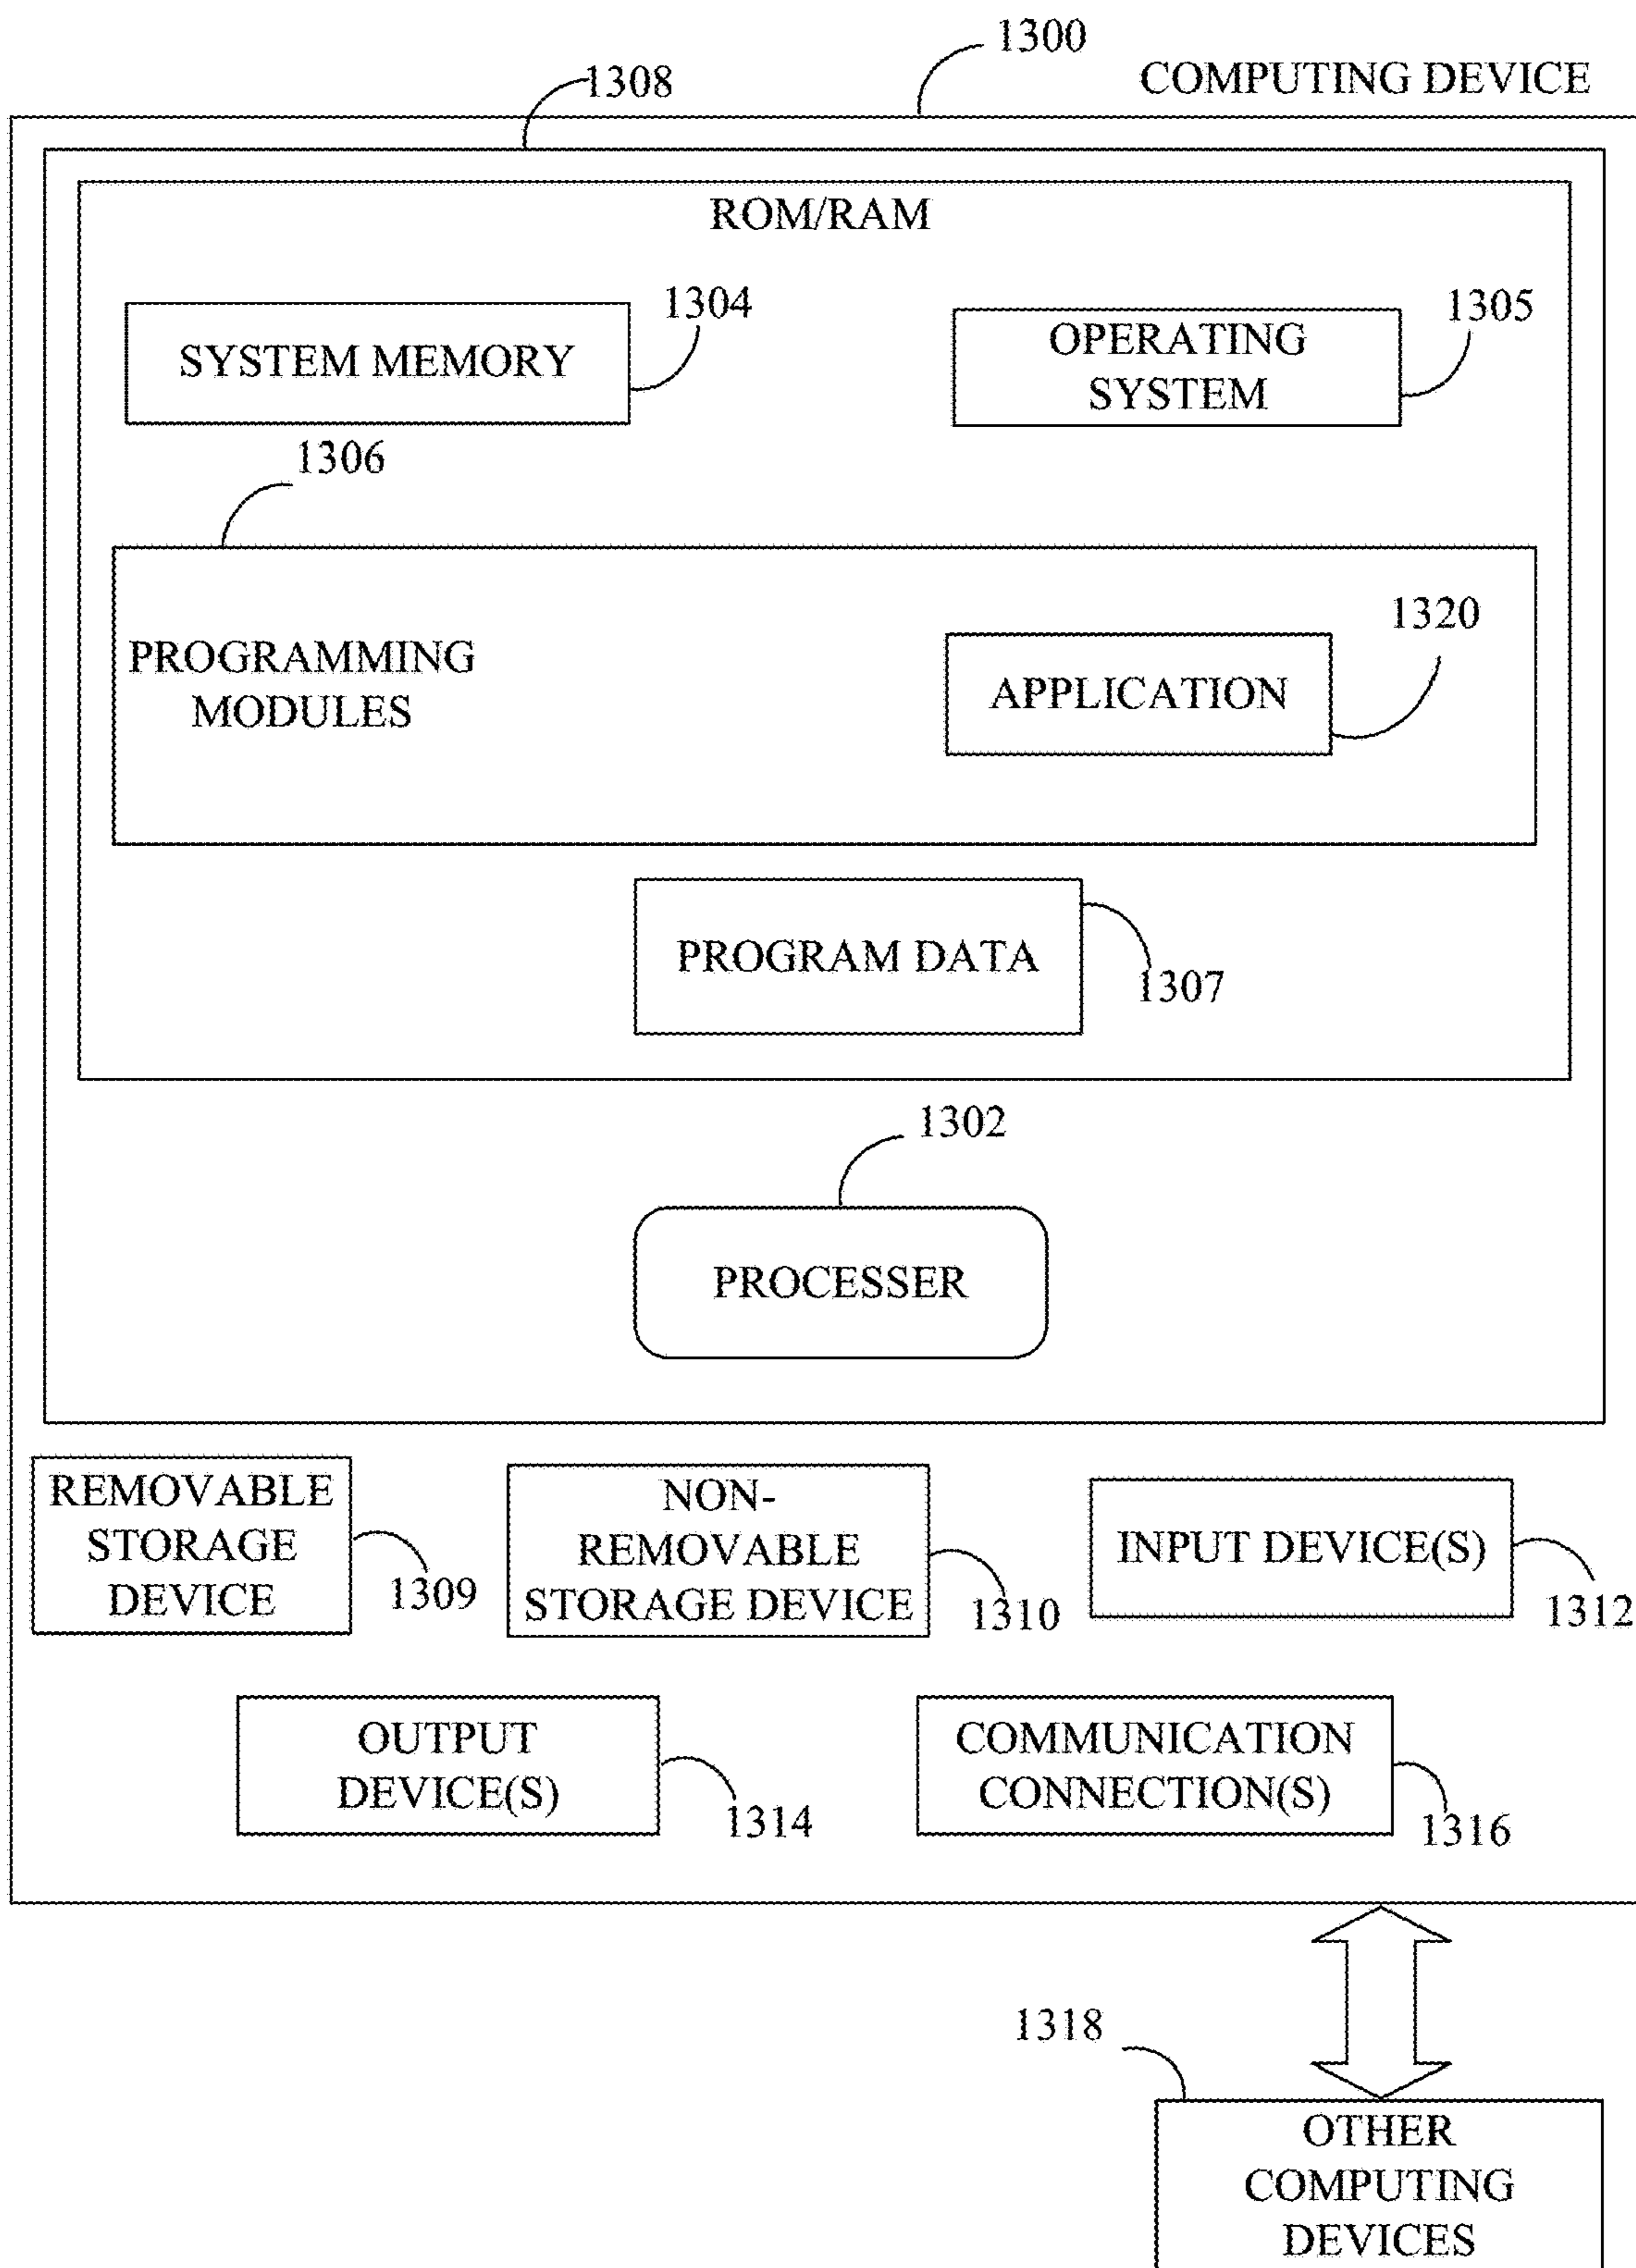 1300
1308
COMPUTING DEVICE
ROM/RAM
1304
1305
SYSTEM MEMORY
OPERATING
SYSTEM
1306
1320
PROGRAMMING
MODULES
APPLICATION
PROGRAM DATA
1307
1302
PROCESSER
REMOVABLE
STORAGE
DEVICE
1309
NON-
REMOVABLE
STORAGE DEVICE
1310
INPUT DEVICE(S)
1312
OUTPUT
DEVICE(S)
1314
COMMUNICATION
CONNECTION(S)
1316
1318
OTHER
COMPUTING
DEVICES